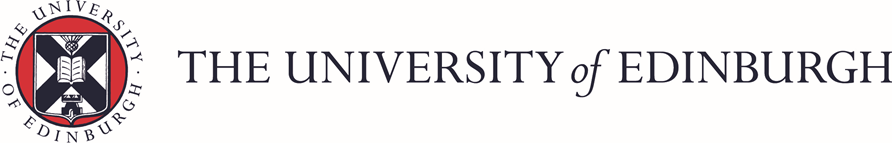 · THE UNIVERSITY ·
OF EDINBURGH
THE UNIVERSITY of EDINBURGH